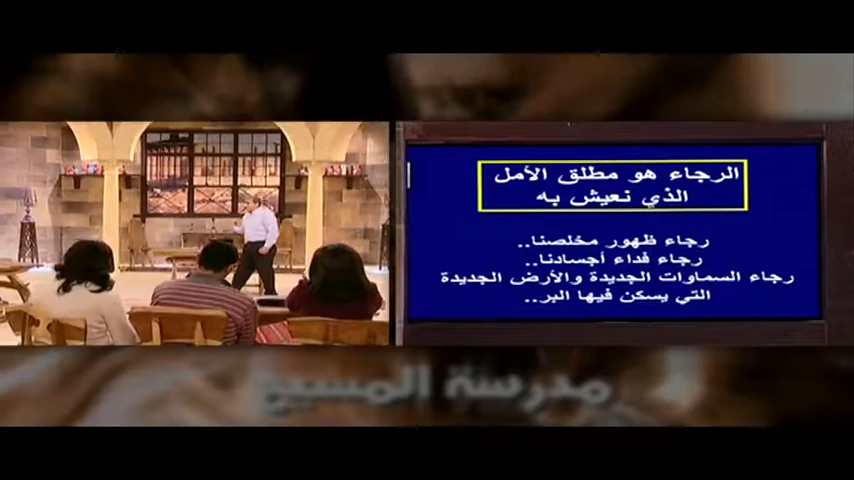 الرجاء هو مطلق الأمل
الذي نعيش به
رجاء ظهور مخلصنا..
رجاء فداء أجسادنا..
رجاء السماوات الجديدة والأرض الجديدة
التي يسكن فيها البر..
مدرسة المسيح